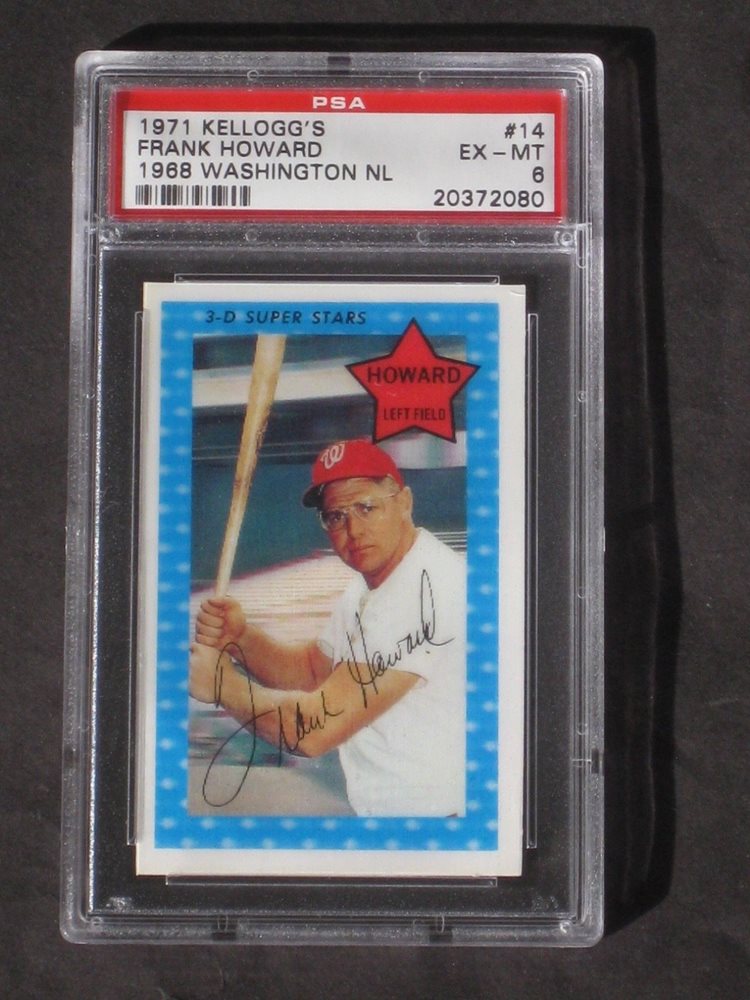 PSA
1971 KELLOGG'S #14
FRANK HOWARD EX-MT
1968 WASHINGTON NL 6
20372080
3-D SUPER STARS
HOWARD
LEFT FIELD
W
Frank Howard